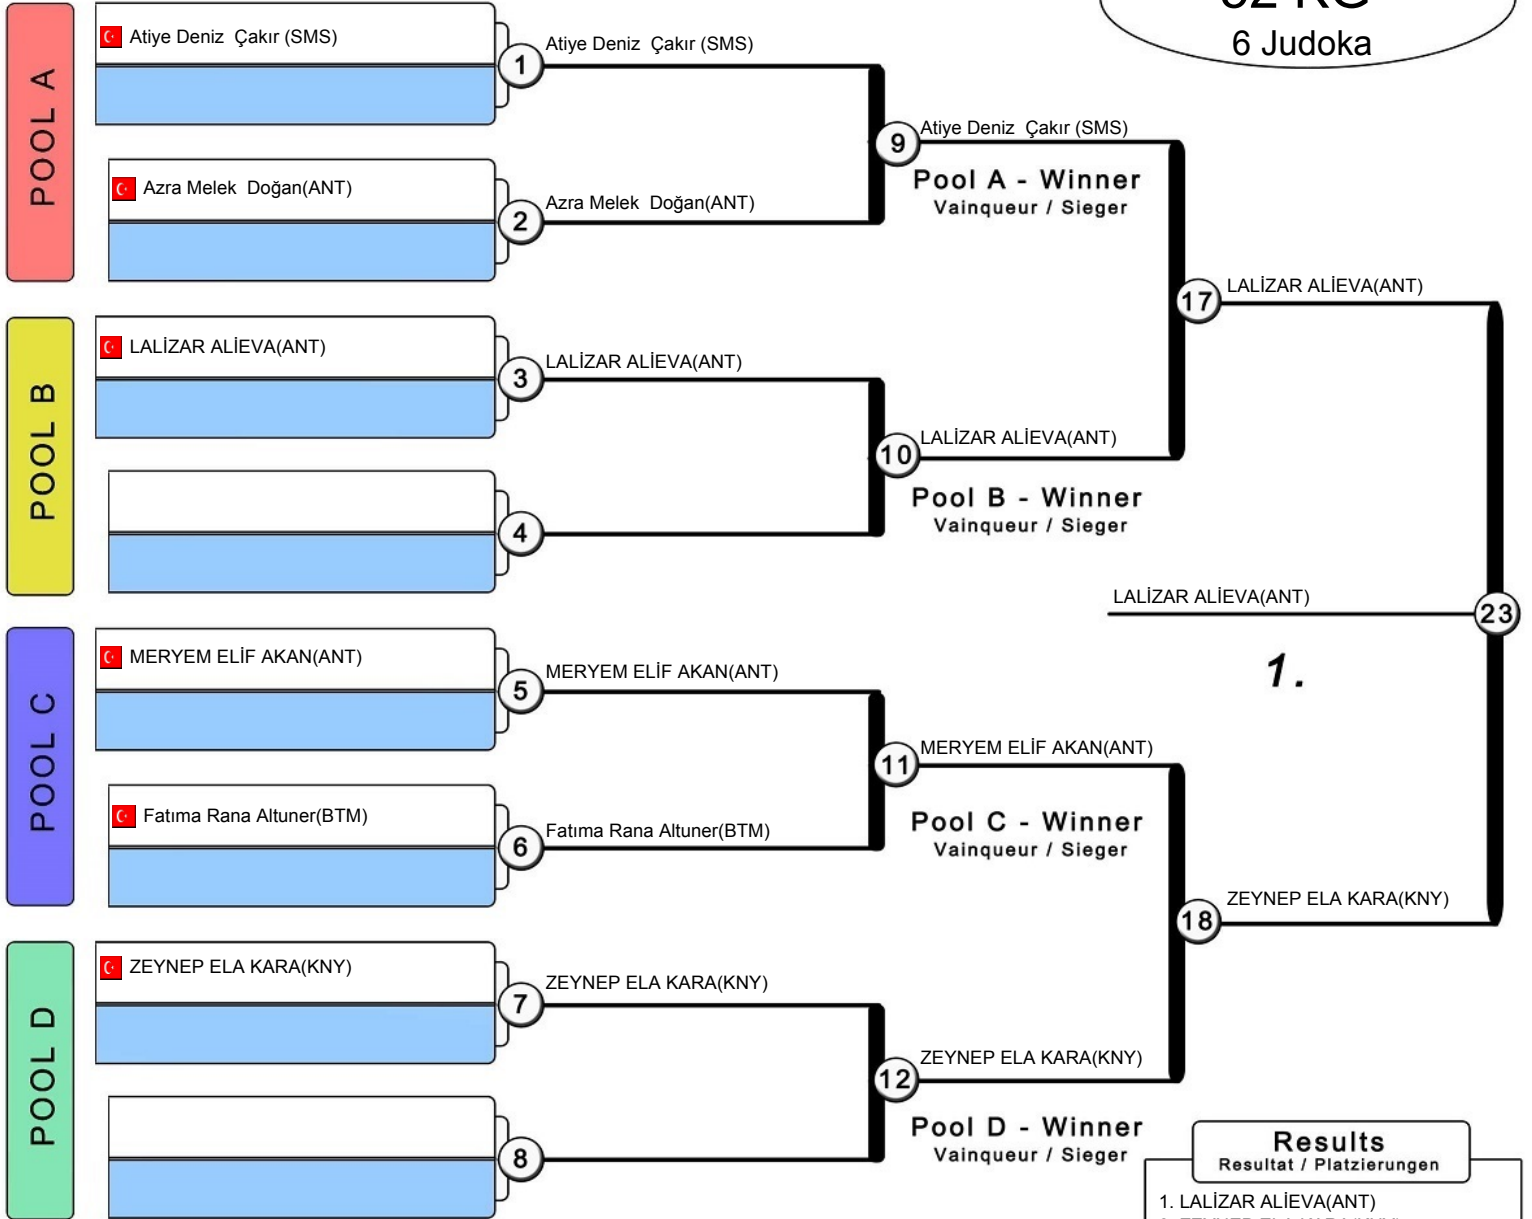 KG
6 Judoka
POOL A
Atiye Deniz Çakır (SMS)
1
Atiye Deniz Çakır (SMS)
Azra Melek Doğan(ANT)
2
Azra Melek Doğan(ANT)
9
Atiye Deniz Çakır (SMS)
Pool A - Winner
Vainqueur / Sieger
17
LALİZAR ALİEVA(ANT)
POOL B
LALİZAR ALİEVA(ANT)
3
LALİZAR ALİEVA(ANT)
4
10
LALİZAR ALİEVA(ANT)
Pool B - Winner
Vainqueur / Sieger
LALİZAR ALİEVA(ANT)
23
1.
POOL C
MERYEM ELİF AKAN(ANT)
5
MERYEM ELİF AKAN(ANT)
Fatıma Rana Altuner(BTM)
6
Fatıma Rana Altuner(BTM)
11
MERYEM ELİF AKAN(ANT)
Pool C - Winner
Vainqueur / Sieger
18
ZEYNEP ELA KARA(KNY)
POOL D
ZEYNEP ELA KARA(KNY)
7
ZEYNEP ELA KARA(KNY)
8
12
ZEYNEP ELA KARA(KNY)
Pool D - Winner
Vainqueur / Sieger
Results
Resultat / Platzierungen
1. LALİZAR ALİEVA(ANT)